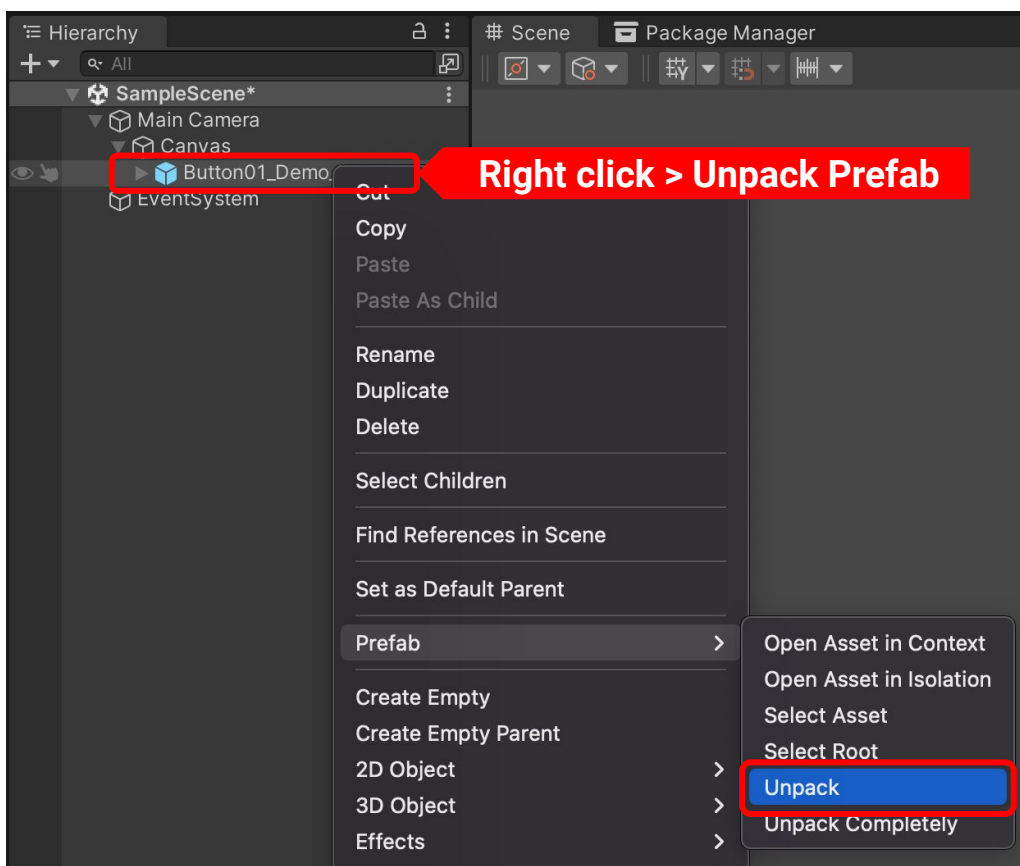 Hierarchy
Scene
Package Manager
All
SampleScene*
Main Camera
Canvas
Button01_Demo_
Right click > Unpack Prefab
EventSystem
Cut
Copy
Paste
Paste As Child
Rename
Duplicate
Delete
Select Children
Find References in Scene
Set as Default Parent
Prefab
Open Asset in Context
Open Asset in Isolation
Select Asset
Select Root
Unpack
Unpack Completely
Create Empty
Create Empty Parent
2D Object
3D Object
Effects